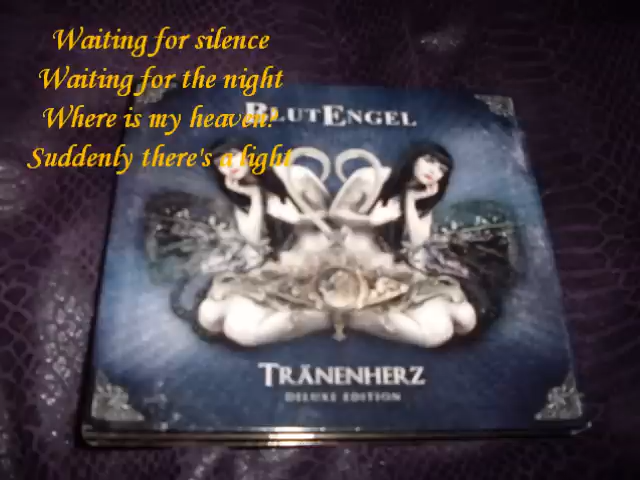 Waiting for silence
Waiting for the night
Where is my heaven?
Suddenly there's a light
BLUTENGEL
TRÄNENHERZ
DELUXE EDITION